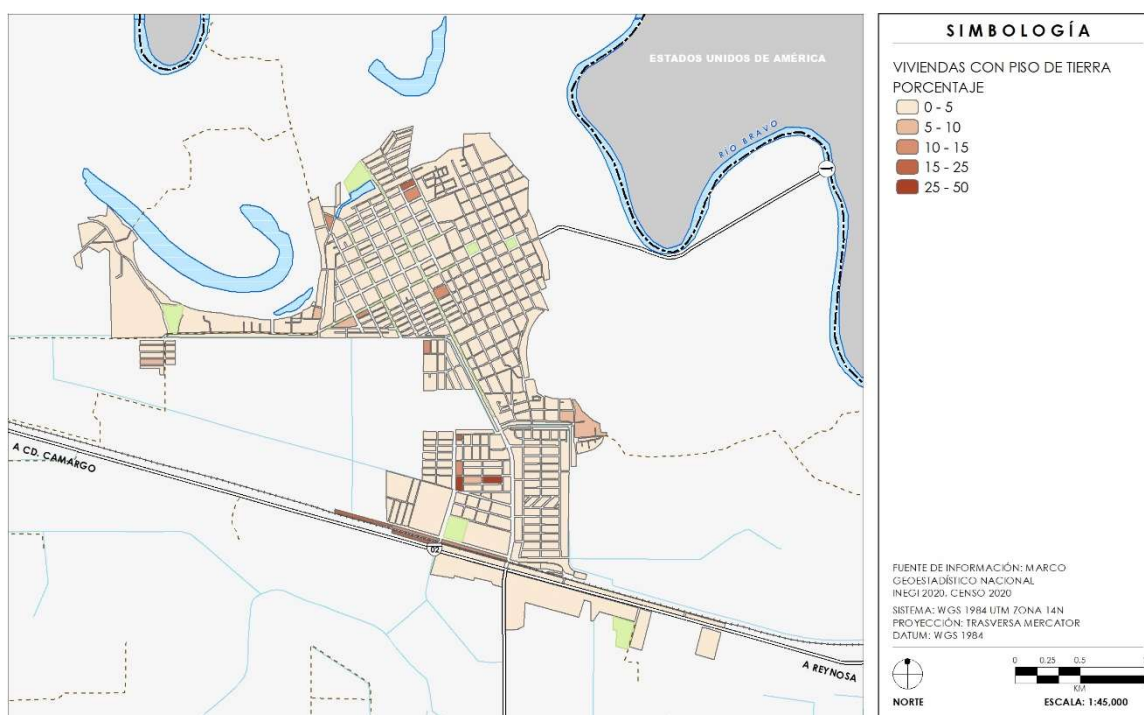 ESTADOS UNIDOS DE AMÉRICA
RÍO BRAVO
1
A CD. CAMARGO
02
A REYNOSA
SIMBOLOGÍA
VIVIENDAS CON PISO DE TIERRA
PORCENTAJE
0 - 5
5 - 10
10 - 15
15 - 25
25 - 50
FUENTE DE INFORMACIÓN: MARCO
GEOESTADÍSTICO NACIONAL
INEGI 2020. CENSO 2020
SISTEMA: WGS 1984 UTM ZONA 14N
PROYECCIÓN: TRASVERSA MERCATOR
DATUM: WGS 1984
0 0.25 0.5
KM
NORTE
ESCALA: 1:45,000